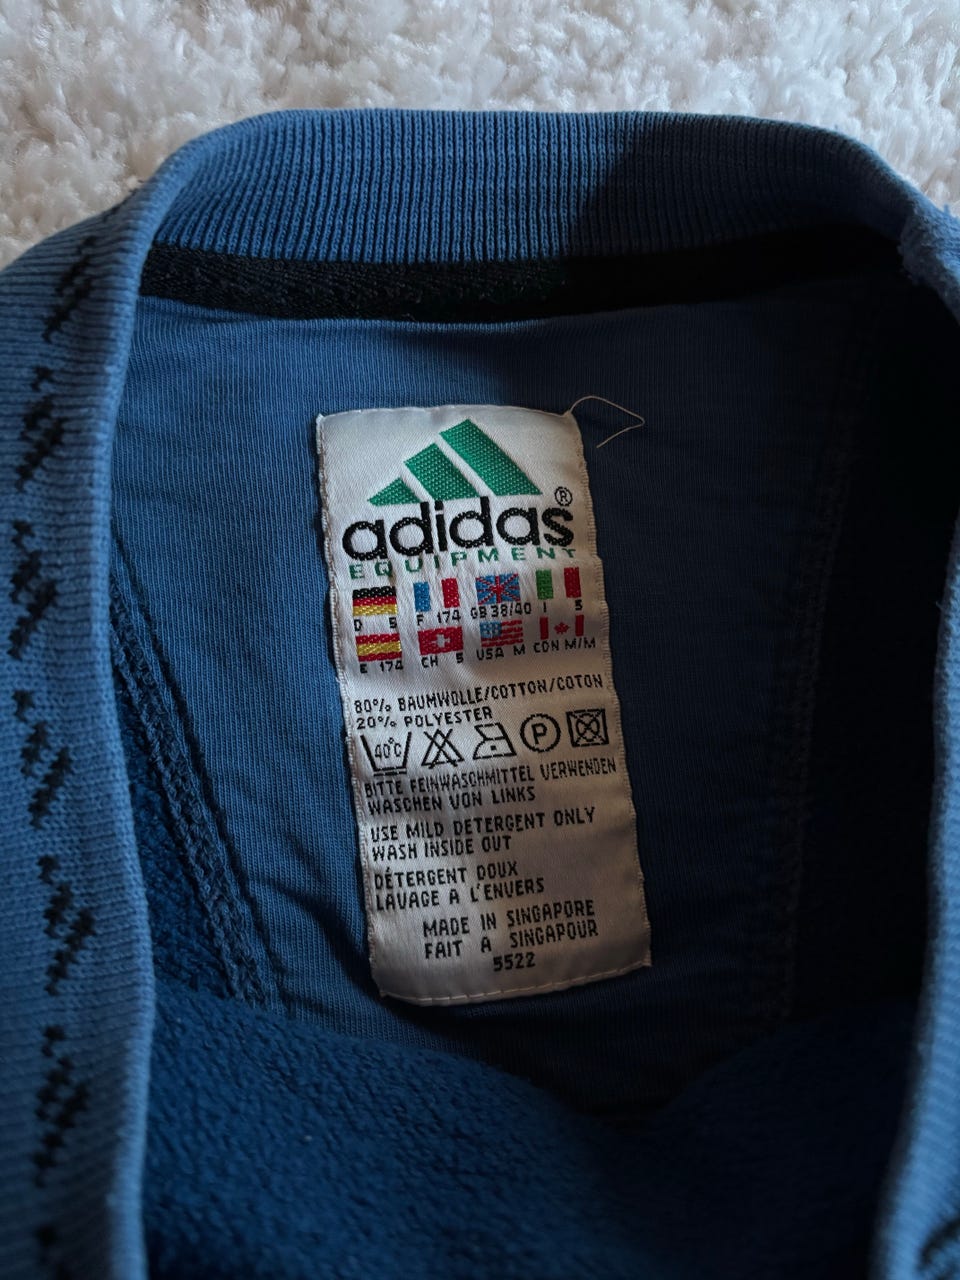 adidas®
EQUIPMENT
D 5 F 174 GB 38/40 I 5
E 174 CH 5 USA M CDN M/M
80% BAUMWOLLE/COTTON/COTON
20% POLYESTER
40°C P
BITTE FEINWASCHMITTEL VERWENDEN
WASCHEN VON LINKS
USE MILD DETERGENT ONLY
WASH INSIDE OUT
DÉTERGENT DOUX
LAVAGE A L'ENVERS
MADE IN SINGAPORE
FAIT A SINGAPOUR
5522